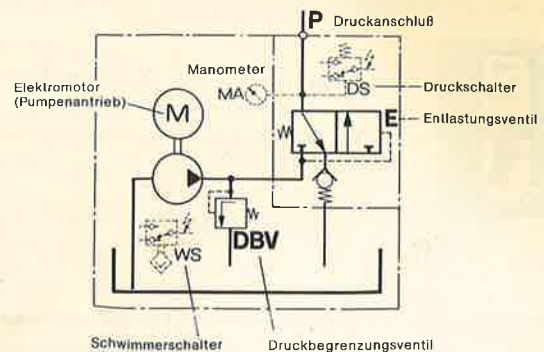 P Druckanschluß
Manometer
MA
DS
Druckschalter
Elektromotor
(Pumpenantrieb)
M
E
Entlastungsventil
W
W
DBV
WS
Schwimmerschalter
Druckbegrenzungsventil